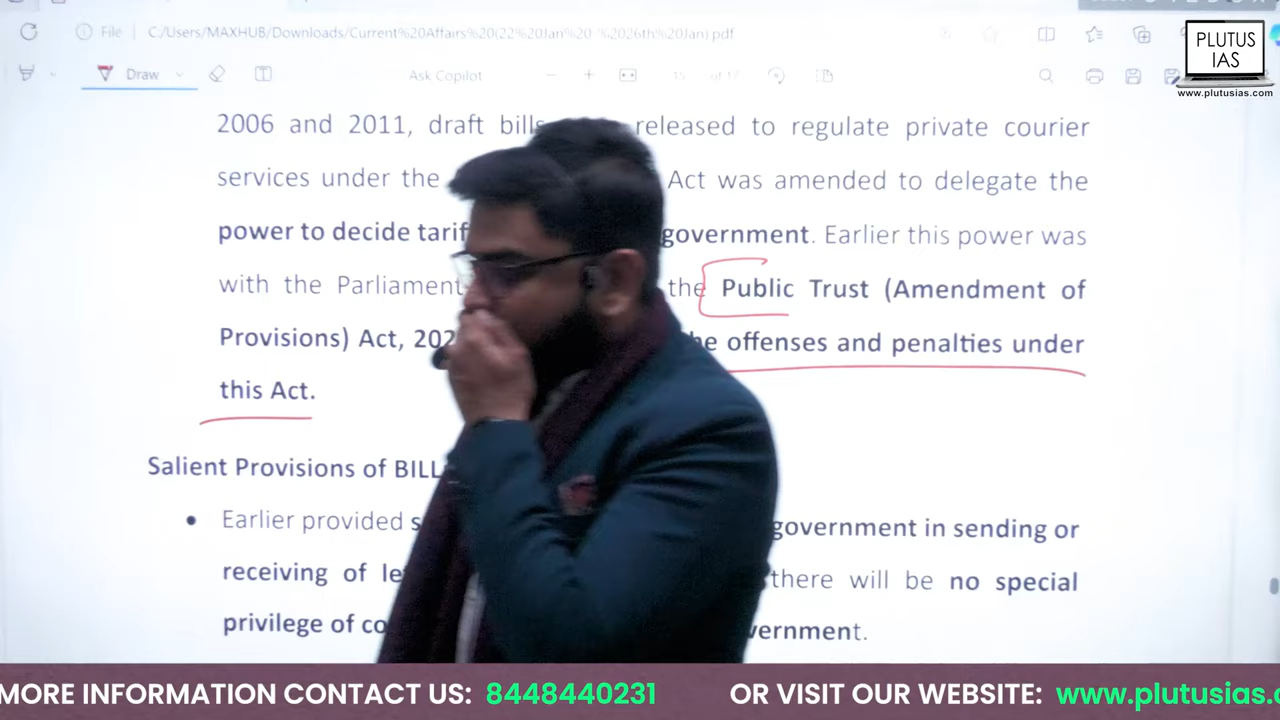 File C:/Users/MAXHUB/Downloads/Current%20Affairs%20(22%20Jan%20 %2026th%20Jan).pdf
PLUTUS
IAS
www.plutusias.com
Draw Ask Copilot 15 of 17
2006 and 2011, draft bills released to regulate private courier
services under the Act was amended to delegate the
power to decide tarif government. Earlier this power was
with the Parliament the Public Trust (Amendment of
Provisions) Act, 202 he offenses and penalties under
this Act.
Salient Provisions of BILL
• Earlier provided s government in sending or
receiving of le there will be no special
privilege of co vernment.
MORE INFORMATION CONTACT US: 8448440231 OR VISIT OUR WEBSITE: www.plutusias.c